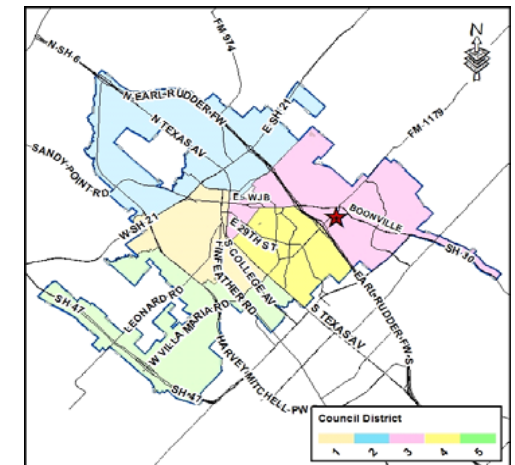 FM 974
N-SH-6
N
N-EARL-RUDDER-FW
E SH 21
N TEXAS AV
FM-1179
SANDY-POINT-RD
E WJB
BOONVILLE
W-SH 21
E 29TH ST
SH-30
S COLLEGE AV
FINFEATHER RD
EARL-RUDDER-FW-S
LEONARD RD
SH 47
W VILLA MARIA RD
S TEXAS AV
HARVEY-MITCHELL-PW
SH-47
Council District
1 2 3 4 5